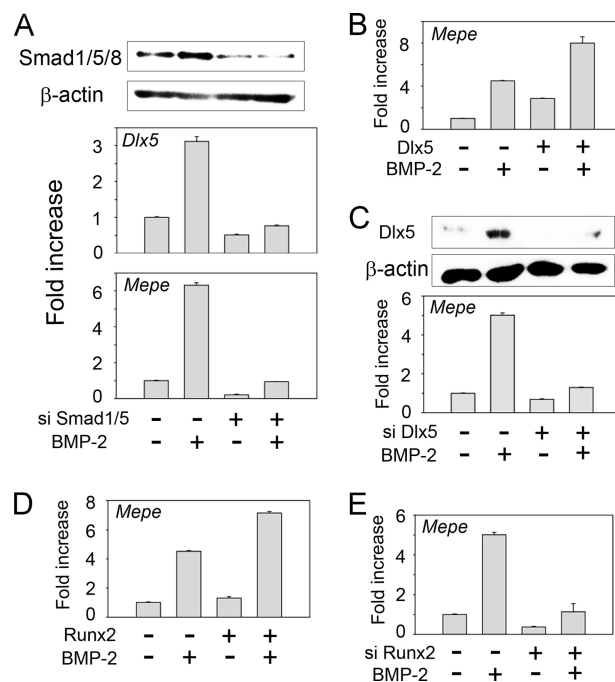 A
Smad1/5/8
β-actin
Fold increase
Dlx5
3
2
1
0
Mepe
6
4
2
0
si Smad1/5 - - + +
BMP-2 - + - +
B
Fold increase
Mepe
8
4
0
Dlx5 - - + +
BMP-2 - + - +
C
Dlx5
β-actin
Fold increase
Mepe
6
4
2
0
si Dlx5 - - + +
BMP-2 - + - +
D
Fold increase
Mepe
8
6
4
2
0
Runx2 - - + +
BMP-2 - + - +
E
Fold increase
Mepe
6
4
2
0
si Runx2 - - + +
BMP-2 - + - +